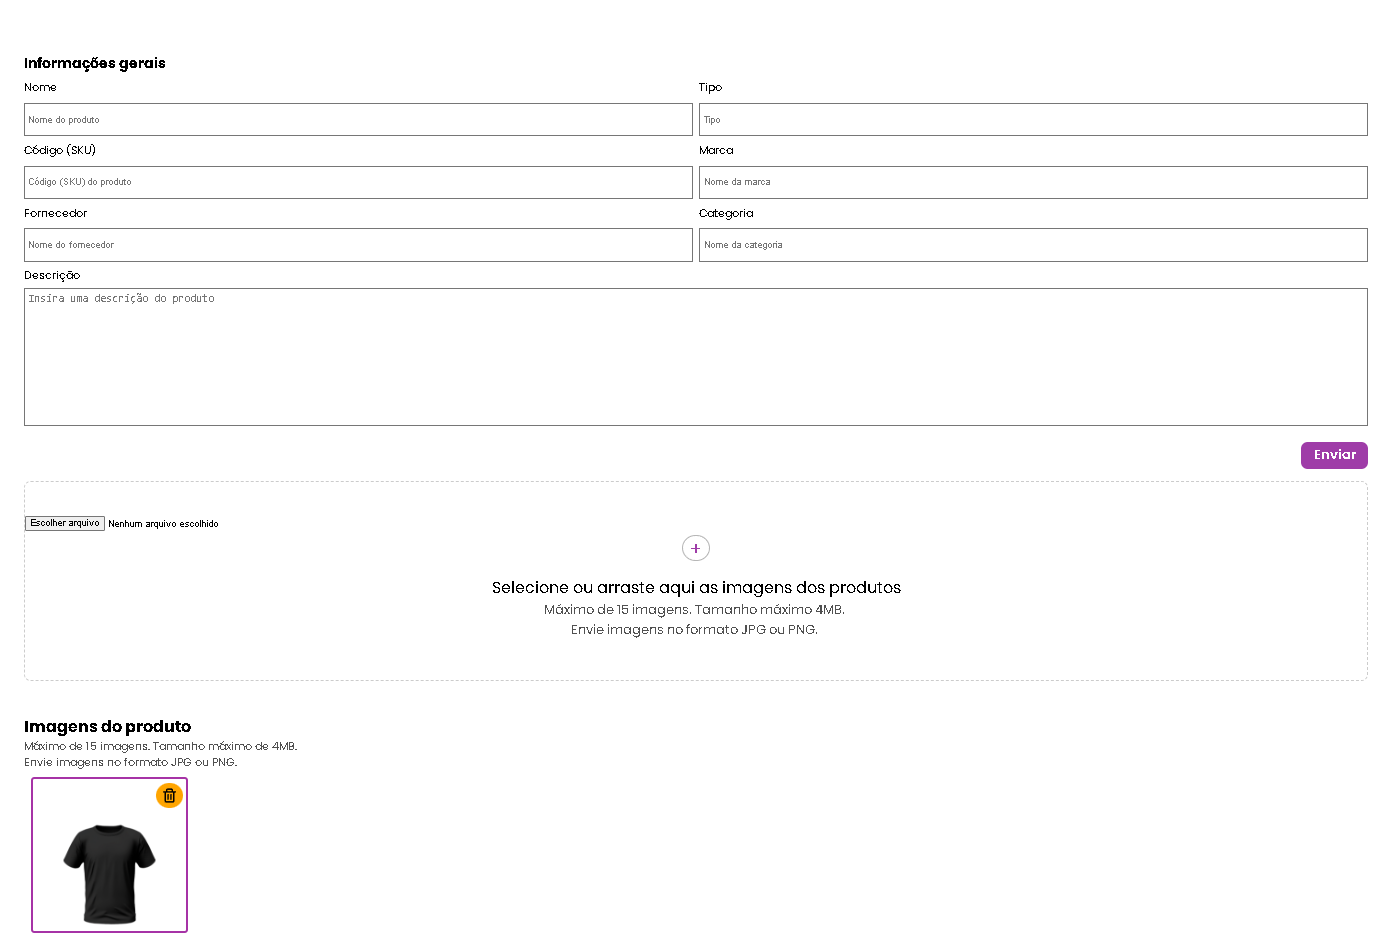 Informações gerais
Nome
Tipo
Nome do produto
Tipo
Código (SKU)
Marca
Código (SKU) do produto
Nome da marca
Fornecedor
Categoria
Nome do fornecedor
Nome da categoria
Descrição
Insira uma descrição do produto
Enviar
Escolher arquivo Nenhum arquivo escolhido
+
Selecione ou arraste aqui as imagens dos produtos
Máximo de 15 imagens. Tamanho máximo 4MB.
Envie imagens no formato JPG ou PNG.
Imagens do produto
Máximo de 15 imagens. Tamanho máximo de 4MB.
Envie imagens no formato JPG ou PNG.